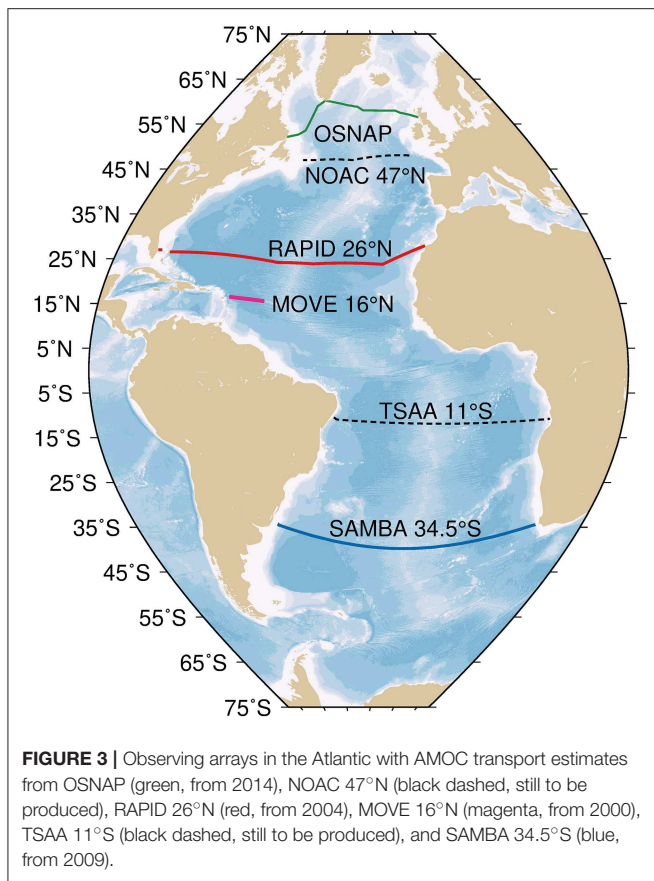 75°N
65°N
55°N
OSNAP
NOAC 47°N
45°N
35°N
RAPID 26°N
25°N
15°N
MOVE 16°N
5°N
5°S
TSAA 11°S
15°S
25°S
35°S
SAMBA 34.5°S
45°S
55°S
65°S
75°S
FIGURE 3 | Observing arrays in the Atlantic with AMOC transport estimates
from OSNAP (green, from 2014), NOAC 47°N (black dashed, still to be
produced), RAPID 26°N (red, from 2004), MOVE 16°N (magenta, from 2000),
TSAA 11°S (black dashed, still to be produced), and SAMBA 34.5°S (blue,
from 2009).